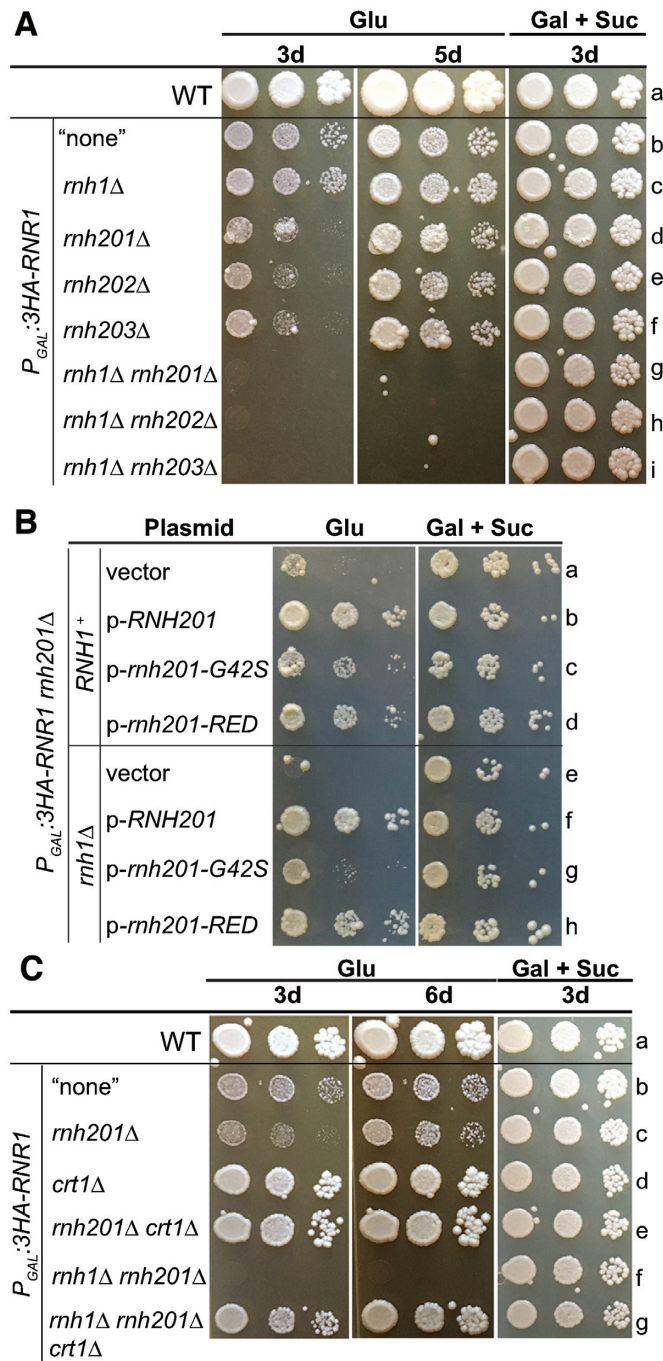 A
Glu
Gal + Suc
3d
5d
3d
WT
a
P_GAL:3HA-RNR1
"none"
b
rnh1Δ
c
rnh201Δ
d
rnh202Δ
e
rnh203Δ
f
rnh1Δ rnh201Δ
g
rnh1Δ rnh202Δ
h
rnh1Δ rnh203Δ
i
B
Plasmid
Glu
Gal + Suc
P_GAL:3HA-RNR1 rnh201Δ
RNH1⁺
vector
a
p-RNH201
b
p-rnh201-G42S
c
p-rnh201-RED
d
rnh1Δ
vector
e
p-RNH201
f
p-rnh201-G42S
g
p-rnh201-RED
h
C
Glu
Gal + Suc
3d
6d
3d
WT
a
P_GAL:3HA-RNR1
"none"
b
rnh201Δ
c
crt1Δ
d
rnh201Δ crt1Δ
e
rnh1Δ rnh201Δ
f
rnh1Δ rnh201Δ
crt1Δ
g